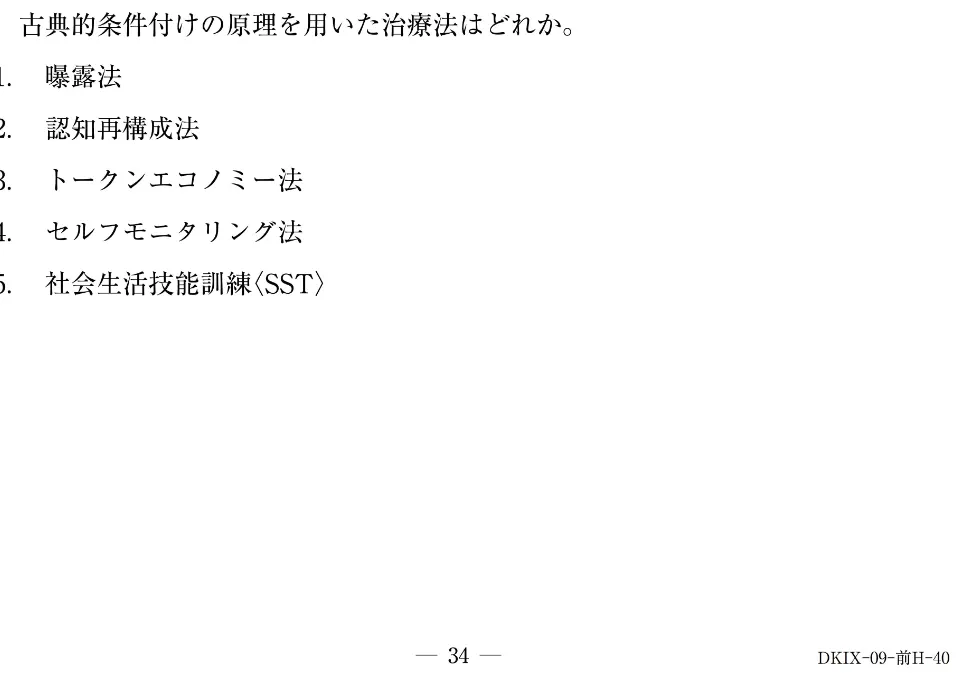 古典的条件付けの原理を用いた治療法はどれか。
1. 曝露法
2. 認知再構成法
3. トークンエコノミー法
4. セルフモニタリング法
5. 社会生活技能訓練〈SST〉
— 34 —
DKIX-09-前H-40